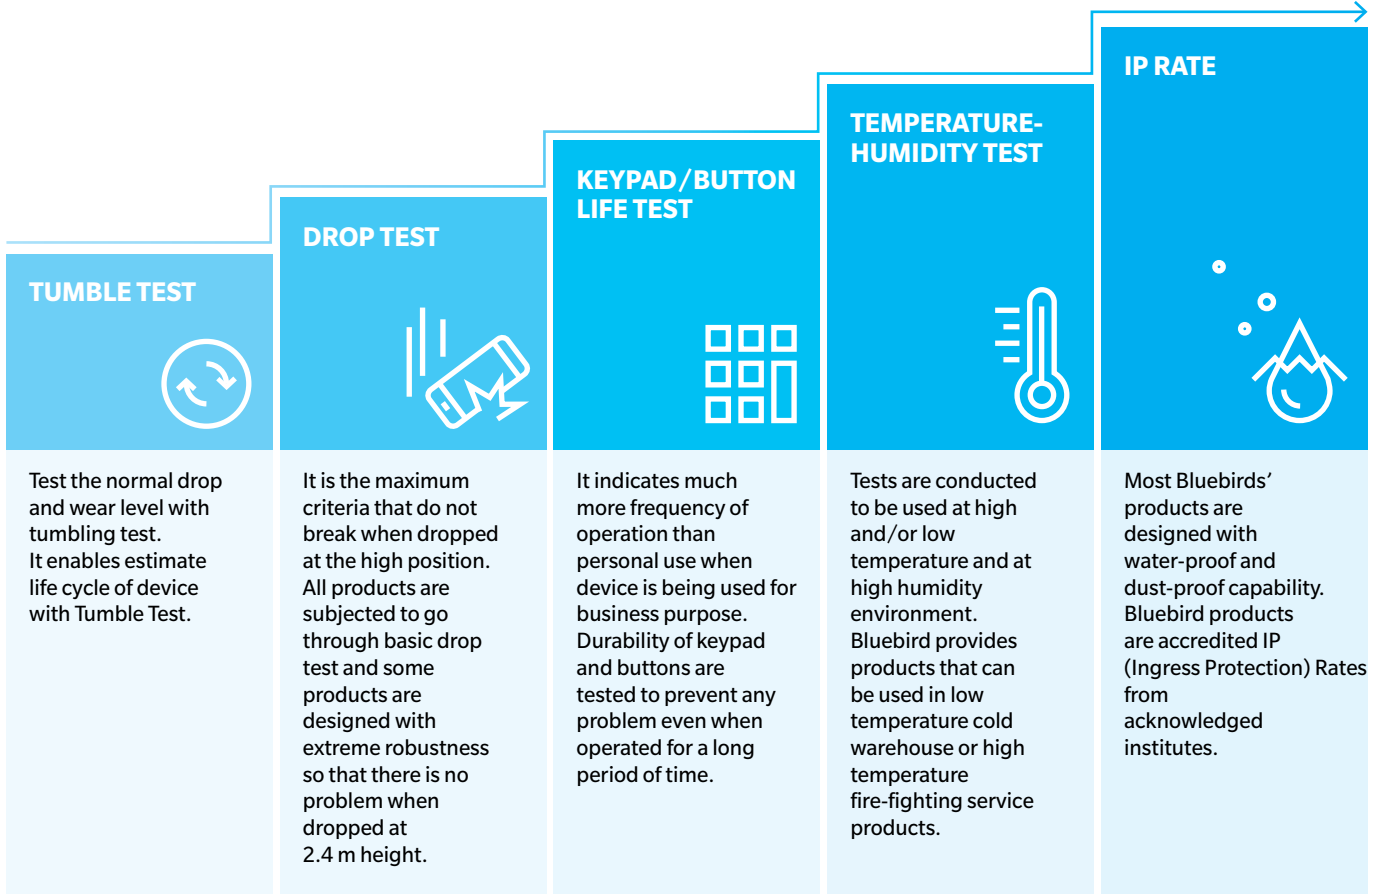 TUMBLE TEST
Test the normal drop
and wear level with
tumbling test.
It enables estimate
life cycle of device
with Tumble Test.
DROP TEST
It is the maximum
criteria that do not
break when dropped
at the high position.
All products are
subjected to go
through basic drop
test and some
products are
designed with
extreme robustness
so that there is no
problem when
dropped at
2.4 m height.
KEYPAD/BUTTON
LIFE TEST
It indicates much
more frequency of
operation than
personal use when
device is being used for
business purpose.
Durability of keypad
and buttons are
tested to prevent any
problem even when
operated for a long
period of time.
TEMPERATURE-
HUMIDITY TEST
Tests are conducted
to be used at high
and/or low
temperature and at
high humidity
environment.
Bluebird provides
products that can
be used in low
temperature cold
warehouse or high
temperature
fire-fighting service
products.
IP RATE
Most Bluebirds’
products are
designed with
water-proof and
dust-proof capability.
Bluebird products
are accredited IP
(Ingress Protection) Rates
from
acknowledged
institutes.